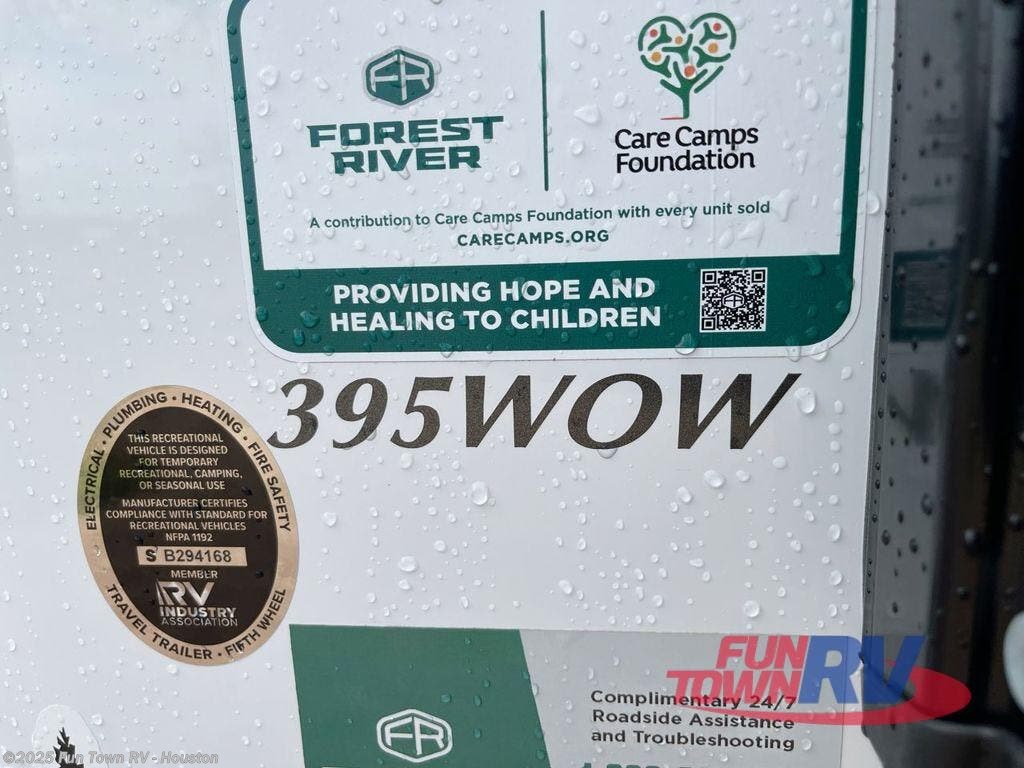 FR
FOREST
RIVER
Care Camps
Foundation
A contribution to Care Camps Foundation with every unit sold
CARECAMPS.ORG
PROVIDING HOPE AND
HEALING TO CHILDREN
395WOW
ELECTRICAL · PLUMBING · HEATING · FIRE SAFETY
THIS RECREATIONAL
VEHICLE IS DESIGNED
FOR TEMPORARY
RECREATIONAL, CAMPING,
OR SEASONAL USE
MANUFACTURER CERTIFIES
COMPLIANCE WITH STANDARD FOR
RECREATIONAL VEHICLES
NFPA 1192
S B294168
MEMBER
RV
INDUSTRY
ASSOCIATION
TRAVEL TRAILER · FIFTH WHEEL
FR
Complimentary 24/7
Roadside Assistance
and Troubleshooting
FUN
TOWN
RV
©2025 Fun Town RV - Houston